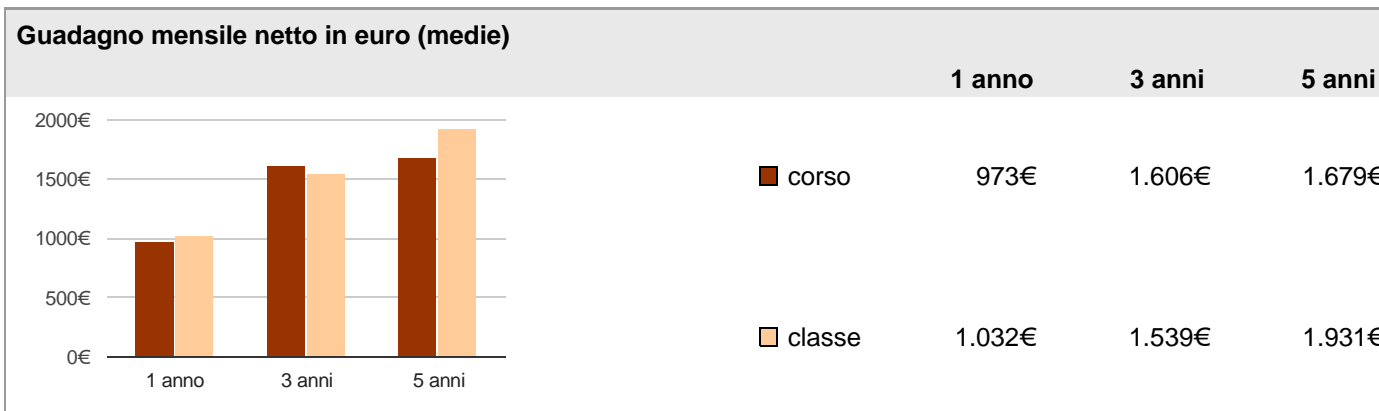 Guadagno mensile netto in euro (medie)
1 anno 3 anni 5 anni
2000€
1500€
1000€
500€
0€
1 anno 3 anni 5 anni
corso 973€ 1.606€ 1.679€
classe 1.032€ 1.539€ 1.931€